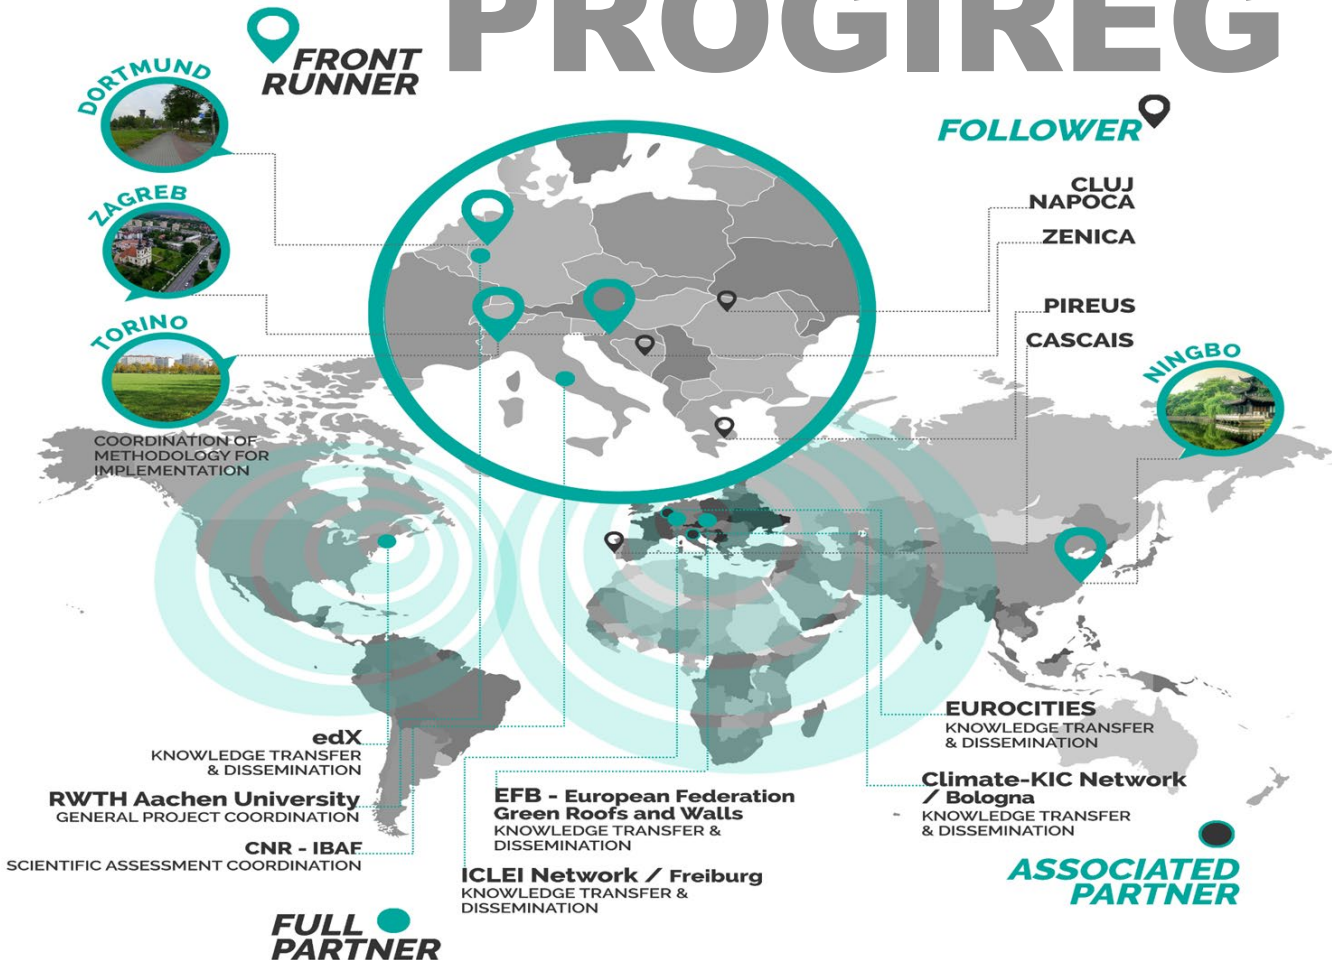 PROGIREG
FRONT
RUNNER
DORTMUND
ZAGREB
TORINO
COORDINATION OF
METHODOLOGY FOR
IMPLEMENTATION
FOLLOWER
CLUJ
NAPOCA
ZENICA
PIREUS
CASCAIS
NINGBO
edX
KNOWLEDGE TRANSFER
& DISSEMINATION
RWTH Aachen University
GENERAL PROJECT COORDINATION
CNR - IBAF
SCIENTIFIC ASSESSMENT COORDINATION
FULL
PARTNER
EFB - European Federation
Green Roofs and Walls
KNOWLEDGE TRANSFER &
DISSEMINATION
ICLEI Network / Freiburg
KNOWLEDGE TRANSFER &
DISSEMINATION
EUROCITIES
KNOWLEDGE TRANSFER
& DISSEMINATION
Climate-KIC Network
/ Bologna
KNOWLEDGE TRANSFER
& DISSEMINATION
ASSOCIATED
PARTNER